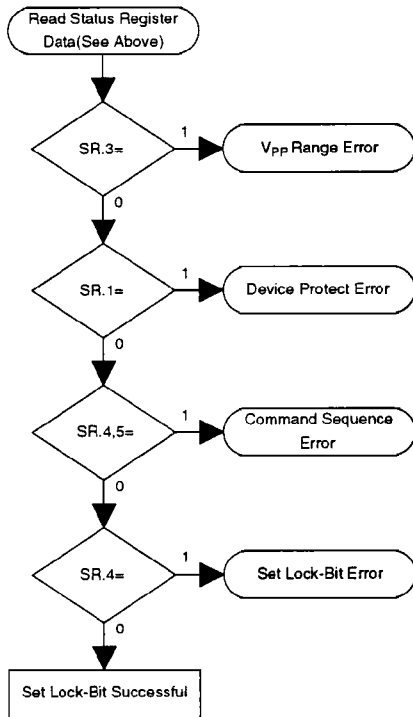 Read Status Register
Data(See Above)
SR.3=
1
VPP Range Error
0
SR.1=
1
Device Protect Error
0
SR.4,5=
1
Command Sequence
Error
0
SR.4=
1
Set Lock-Bit Error
0
Set Lock-Bit Successful